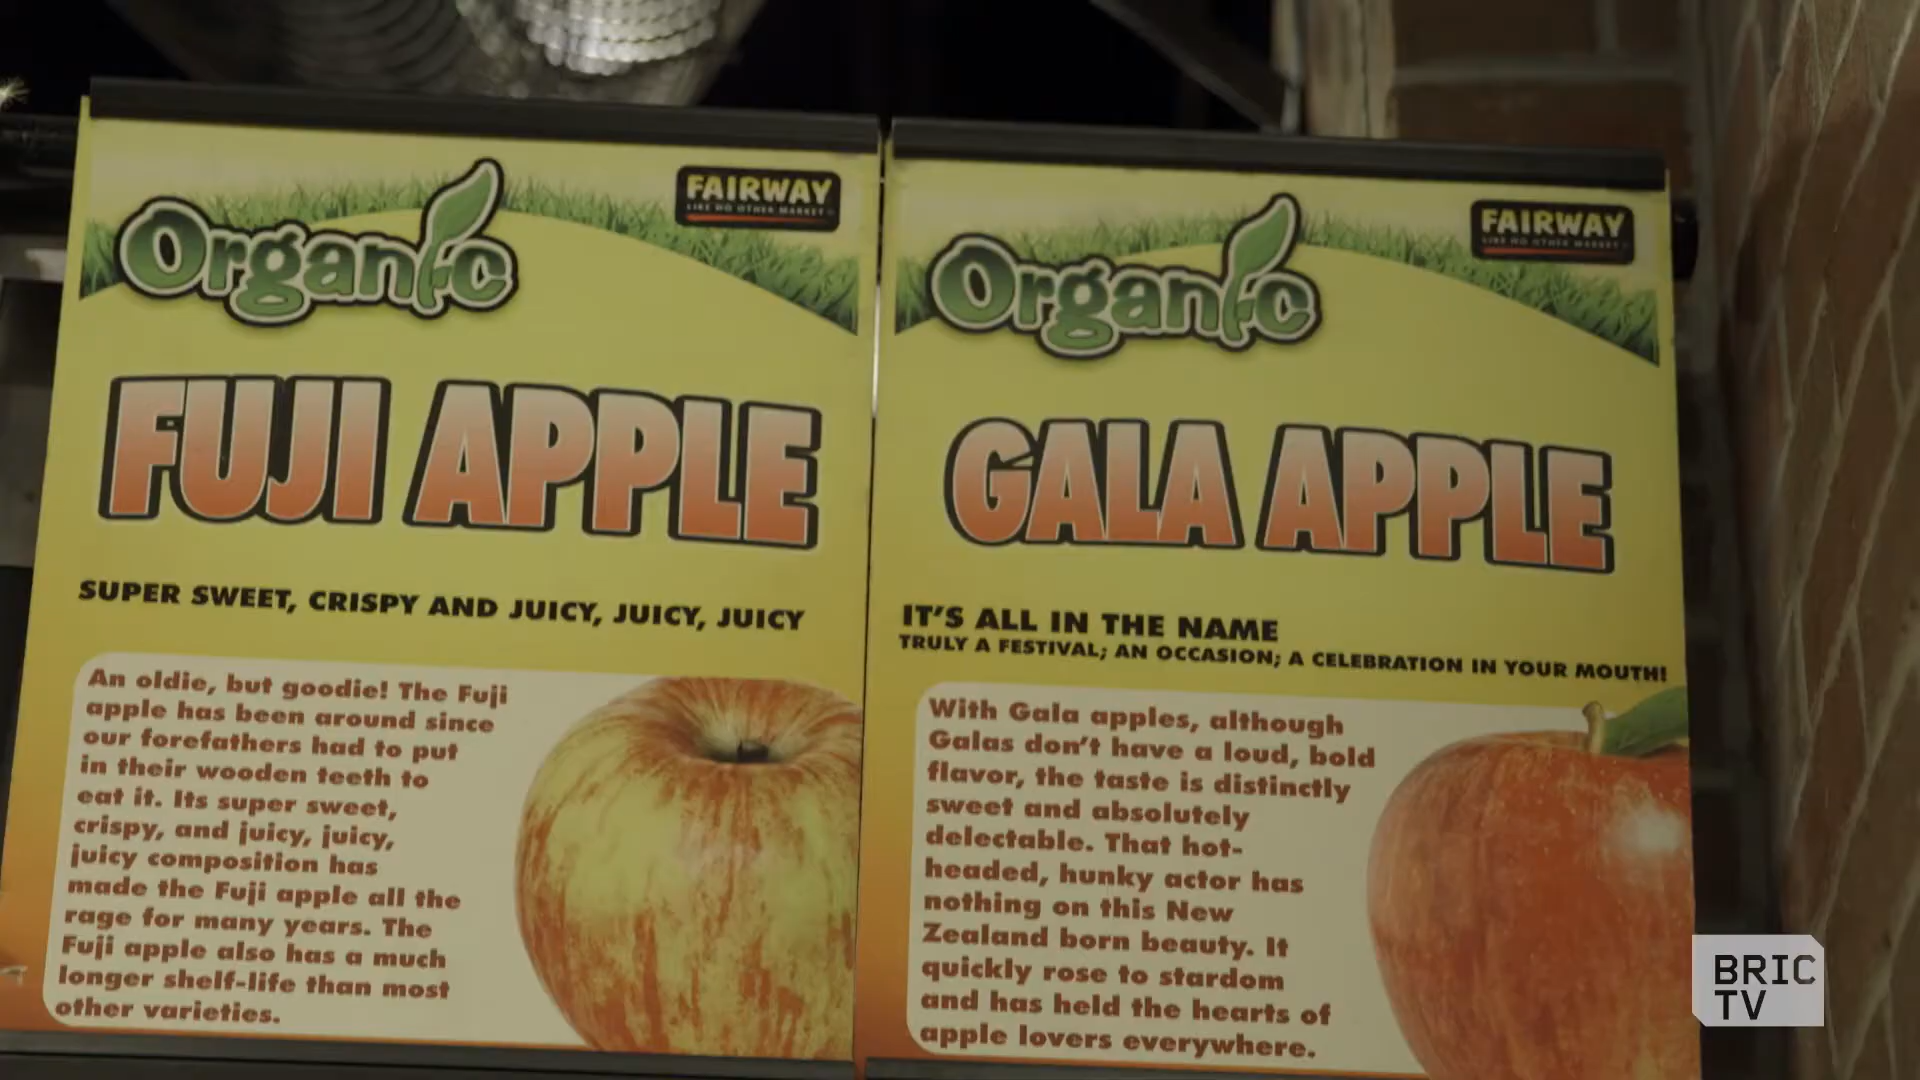 Organic
FAIRWAY
LIKE NO OTHER MARKET
FUJI APPLE
SUPER SWEET, CRISPY AND JUICY, JUICY, JUICY
An oldie, but goodie! The Fuji
apple has been around since
our forefathers had to put
in their wooden teeth to
eat it. Its super sweet,
crispy, and juicy, juicy,
juicy composition has
made the Fuji apple all the
rage for many years. The
Fuji apple also has a much
longer shelf-life than most
other varieties.
Organic
FAIRWAY
LIKE NO OTHER MARKET
GALA APPLE
IT'S ALL IN THE NAME
TRULY A FESTIVAL; AN OCCASION; A CELEBRATION IN YOUR MOUTH!
With Gala apples, although
Galas don't have a loud, bold
flavor, the taste is distinctly
sweet and absolutely
delectable. That hot-
headed, hunky actor has
nothing on this New
Zealand born beauty. It
quickly rose to stardom
and has held the hearts of
apple lovers everywhere.
BRIC
TV